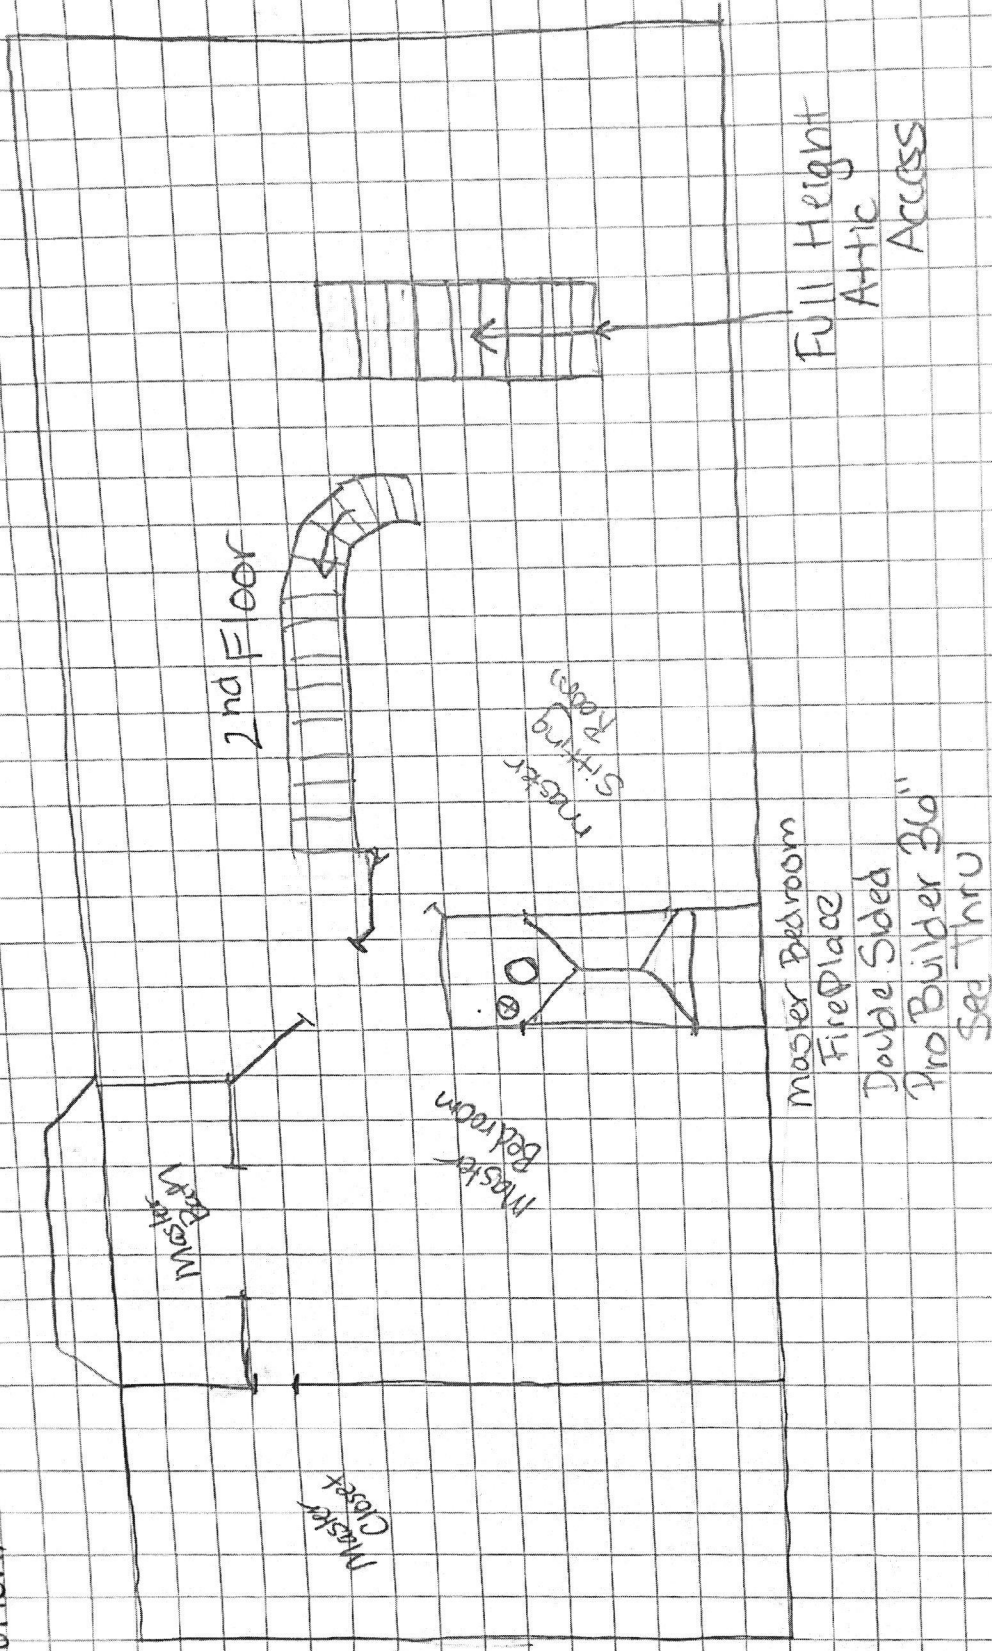 2nd Floor
Full Height
Attic
Access
master
Sitting
Room
Master
Bath
Master
Bedroom
Master
Closet
Master Bedroom
FirePlace
Double Sided
Pro Builder 36"
See Thru